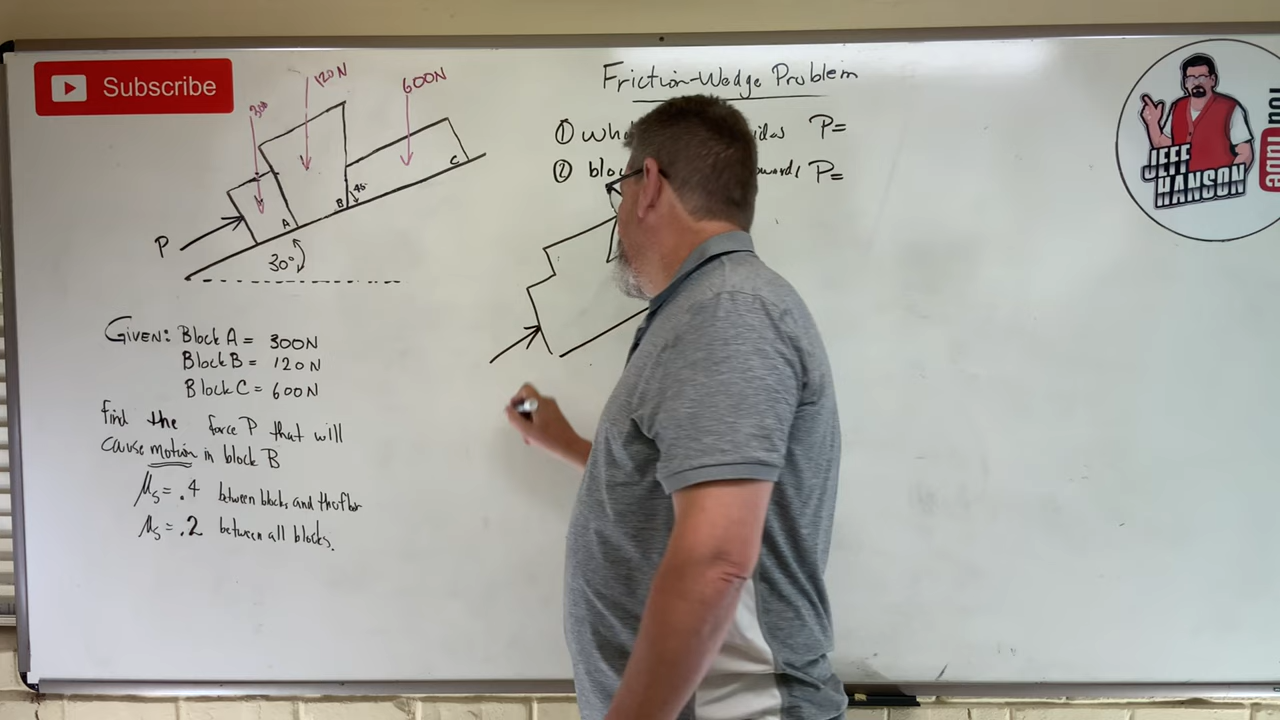 Subscribe
300
120N
600N
A
B
45°
C
P
30°
Given: Block A = 300N
Block B = 120N
Block C = 600N
find the force P that will
cause motion in block B
μs = .4 between blocks and the floor
μs = .2 between all blocks.
Friction-Wedge Problem
① P=
② P=
JEFF
HANSON
YouTube